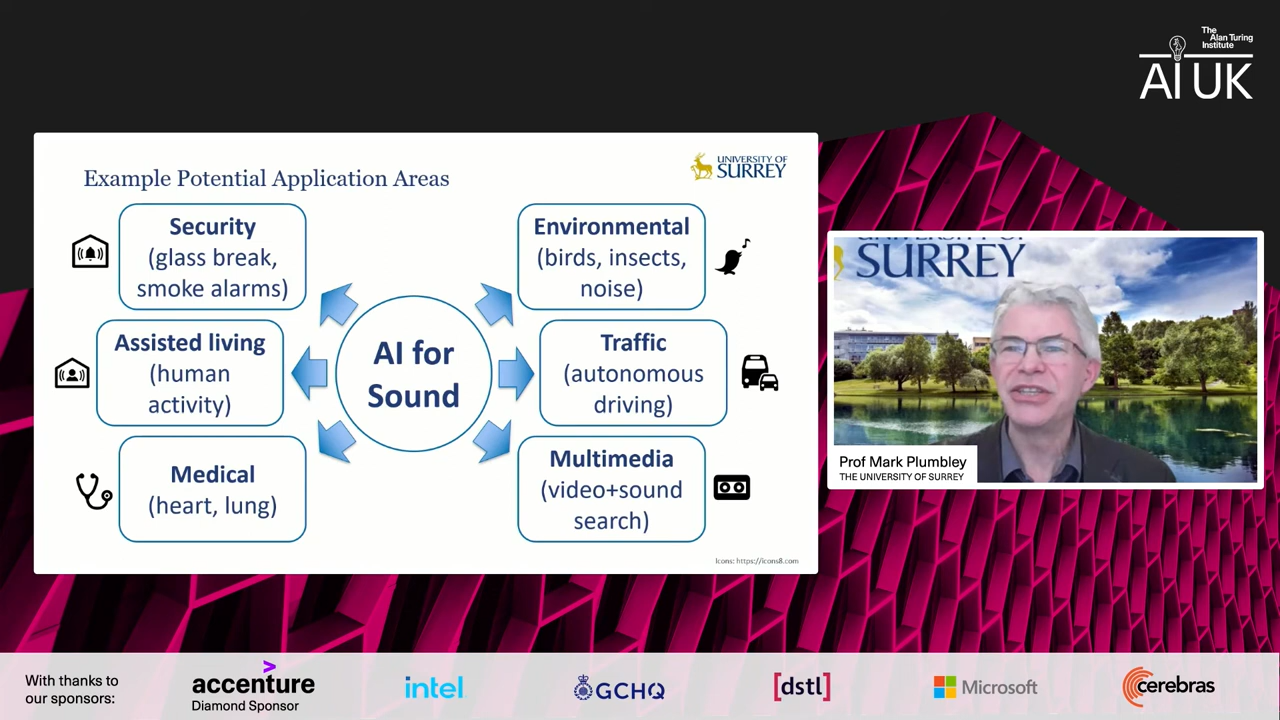 The
Alan Turing
Institute
AI UK
UNIVERSITY OF
SURREY
Example Potential Application Areas
Security
(glass break,
smoke alarms)
Environmental
(birds, insects,
noise)
Assisted living
(human
activity)
AI for
Sound
Traffic
(autonomous
driving)
Medical
(heart, lung)
Multimedia
(video+sound
search)
Icons: https://icons8.com
UNIVERSITY OF
SURREY
Prof Mark Plumbley
THE UNIVERSITY OF SURREY
With thanks to
our sponsors:
accenture
Diamond Sponsor
intel
GCHQ
[dstl]
Microsoft
cerebras